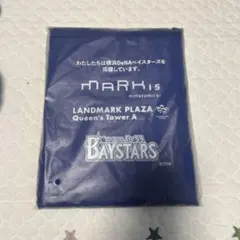 わたしたちは横浜DeNAベイスターズを
応援しています。
MARK IS
minatomirai
LANDMARK PLAZA
Queen's Tower A
BAYSTARS